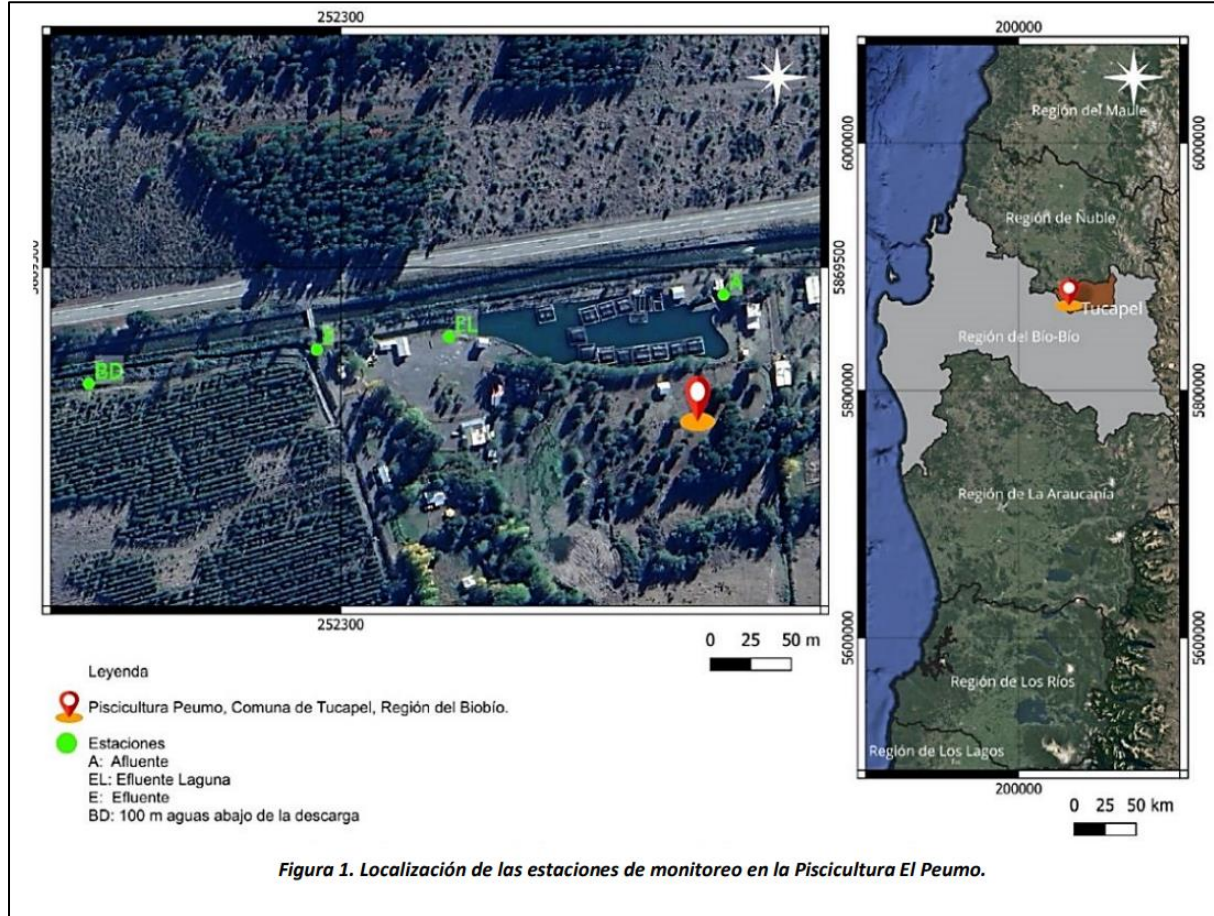 252300
200000
5869500
5869500
A
EL
E
BD
252300
0 25 50 m
Región del Maule
6000000
6000000
Región de Ñuble
Tucapel
Región del Bío-Bío
5800000
5800000
Región de La Araucanía
5600000
5600000
Región de Los Ríos
Región de Los Lagos
200000
0 25 50 km
Leyenda
Piscicultura Peumo, Comuna de Tucapel, Región del Biobío.
Estaciones
A: Afluente
EL: Efluente Laguna
E: Efluente
BD: 100 m aguas abajo de la descarga
Figura 1. Localización de las estaciones de monitoreo en la Piscicultura El Peumo.